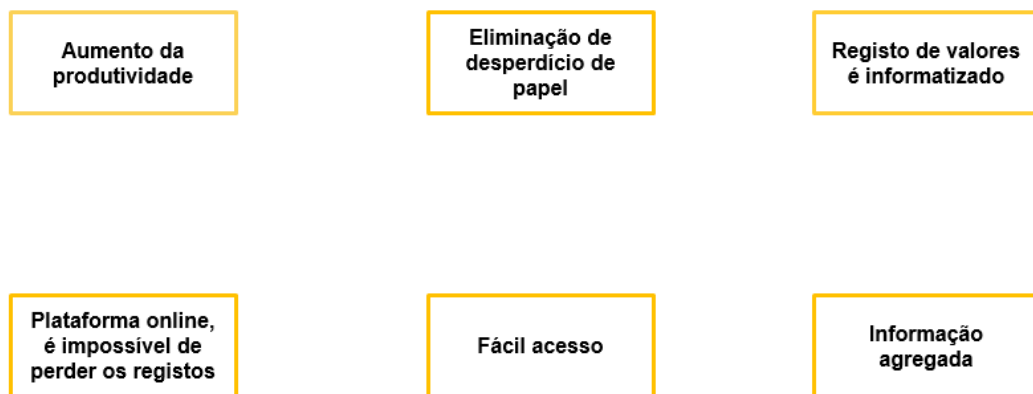 Aumento da
produtividade
Eliminação de
desperdício de
papel
Registo de valores
é informatizado
Plataforma online,
é impossível de
perder os registos
Fácil acesso
Informação
agregada